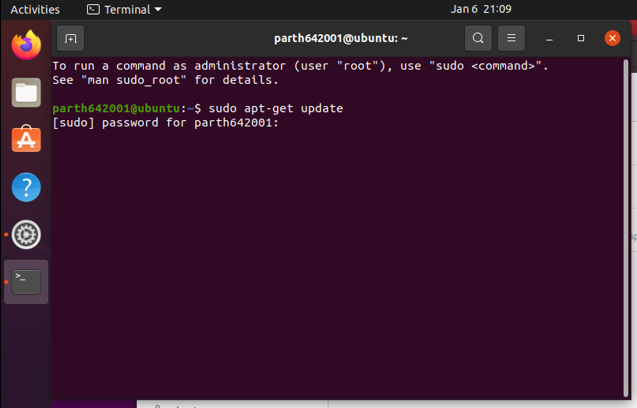 Activities
Terminal
Jan 6 21:09
parth642001@ubuntu: ~
To run a command as administrator (user "root"), use "sudo <command>".
See "man sudo_root" for details.
parth642001@ubuntu:~$ sudo apt-get update
[sudo] password for parth642001: